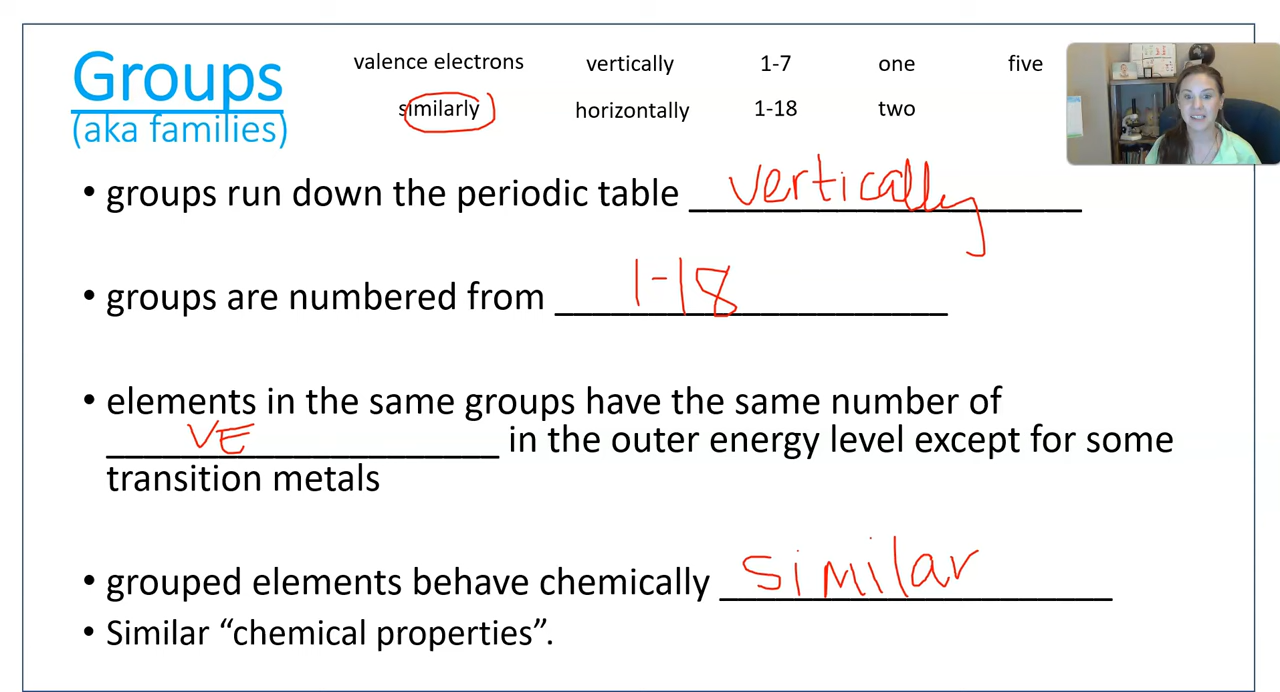 Groups
(aka families)
valence electrons vertically 1-7 one five
similarly horizontally 1-18 two
• groups run down the periodic table vertically
• groups are numbered from 1-18
• elements in the same groups have the same number of
VE in the outer energy level except for some
transition metals
• grouped elements behave chemically similar
• Similar “chemical properties”.